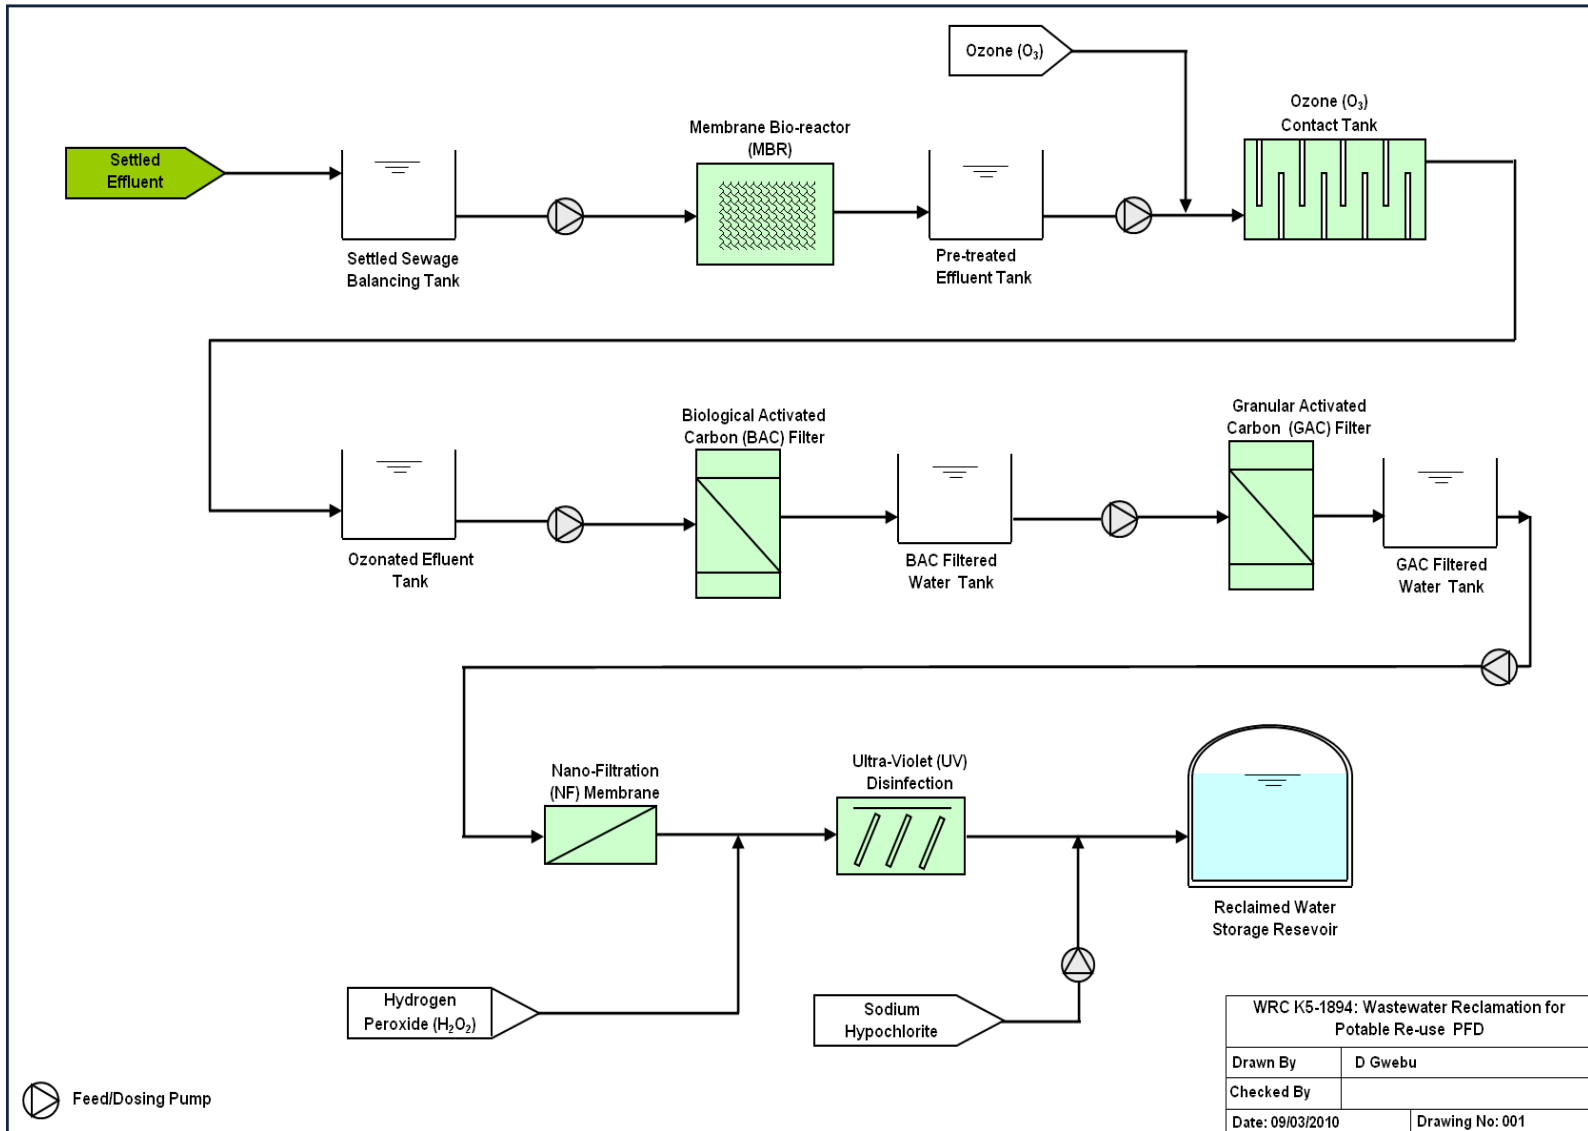 Ozone (O₃)
Ozone (O₃)
Contact Tank
Membrane Bio-reactor
(MBR)
Settled
Effluent
Settled Sewage
Balancing Tank
Pre-treated
Effluent Tank
Biological Activated
Carbon (BAC) Filter
Granular Activated
Carbon (GAC) Filter
Ozonated Efluent
Tank
BAC Filtered
Water Tank
GAC Filtered
Water Tank
Nano-Filtration
(NF) Membrane
Ultra-Violet (UV)
Disinfection
Reclaimed Water
Storage Resevoir
Hydrogen
Peroxide (H₂O₂)
Sodium
Hypochlorite
Feed/Dosing Pump
WRC K5-1894: Wastewater Reclamation for
Potable Re-use PFD
Drawn By D Gwebu
Checked By
Date: 09/03/2010 Drawing No: 001